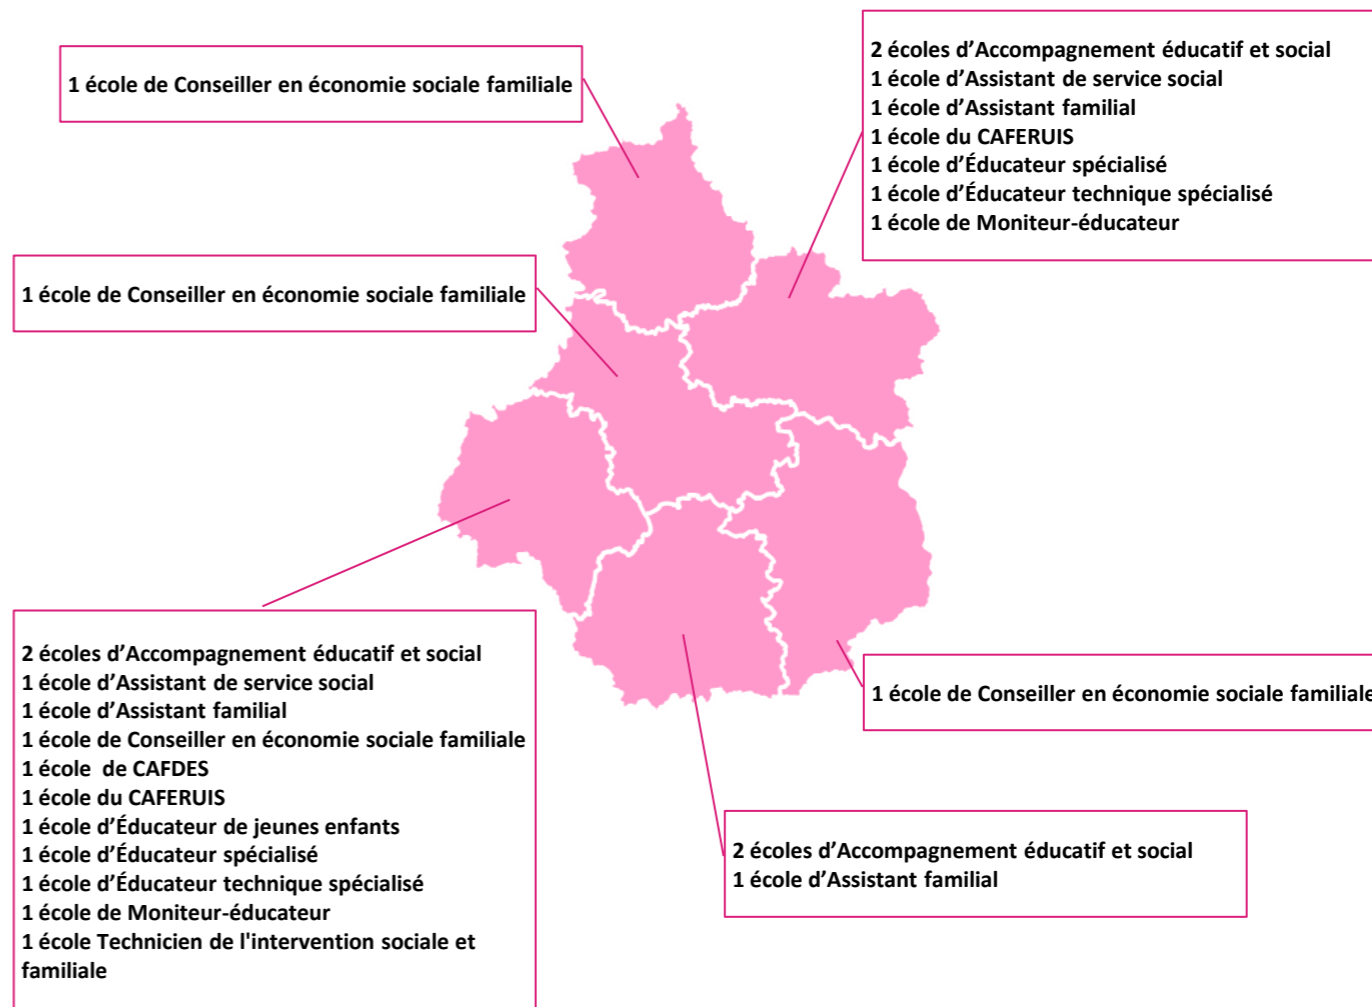 1 école de Conseiller en économie sociale familiale
2 écoles d’Accompagnement éducatif et social
1 école d’Assistant de service social
1 école d’Assistant familial
1 école du CAFERUIS
1 école d’Éducateur spécialisé
1 école d’Éducateur technique spécialisé
1 école de Moniteur-éducateur
1 école de Conseiller en économie sociale familiale
2 écoles d’Accompagnement éducatif et social
1 école d’Assistant de service social
1 école d’Assistant familial
1 école de Conseiller en économie sociale familiale
1 école  de CAFDES
1 école du CAFERUIS
1 école d’Éducateur de jeunes enfants
1 école d’Éducateur spécialisé
1 école d’Éducateur technique spécialisé
1 école de Moniteur-éducateur
1 école Technicien de l'intervention sociale et
familiale
1 école de Conseiller en économie sociale familiale
2 écoles d’Accompagnement éducatif et social
1 école d’Assistant familial